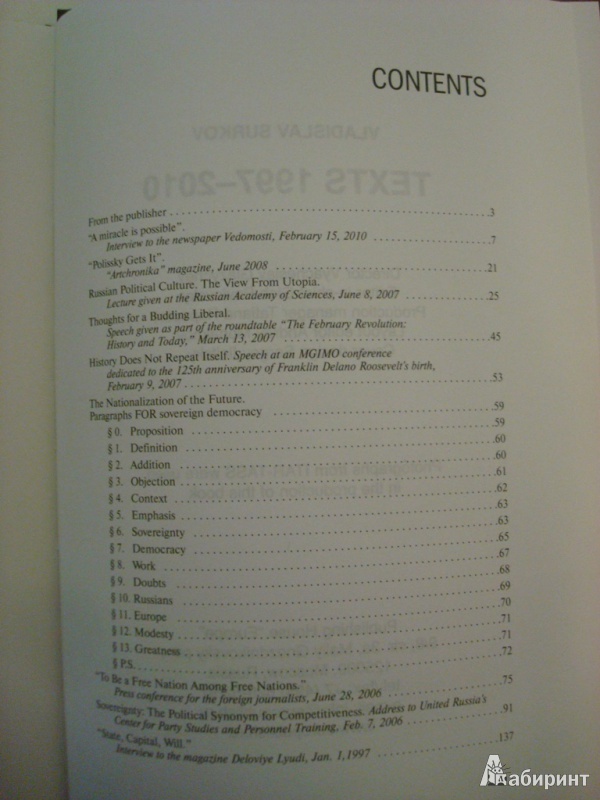 CONTENTS
From the publisher . . . 3
"A miracle is possible".
Interview to the newspaper Vedomosti, February 15, 2010 . . . 7
"Polissky Gets It".
"Artchronika" magazine, June 2008 . . . 21
Russian Political Culture. The View From Utopia.
Lecture given at the Russian Academy of Sciences, June 8, 2007 . . . 25
Thoughts for a Budding Liberal.
Speech given as part of the roundtable "The February Revolution:
History and Today," March 13, 2007 . . . 45
History Does Not Repeat Itself. Speech at an MGIMO conference
dedicated to the 125th anniversary of Franklin Delano Roosevelt's birth,
February 9, 2007 . . . 53
The Nationalization of the Future.
Paragraphs FOR sovereign democracy . . . 59
§ 0. Proposition . . . 59
§ 1. Definition . . . 60
§ 2. Addition . . . 60
§ 3. Objection . . . 61
§ 4. Context . . . 62
§ 5. Emphasis . . . 63
§ 6. Sovereignty . . . 63
§ 7. Democracy . . . 65
§ 8. Work . . . 67
§ 9. Doubts . . . 68
§ 10. Russians . . . 69
§ 11. Europe . . . 70
§ 12. Modesty . . . 71
§ 13. Greatness . . . 71
§ P.S. . . . 72
"To Be a Free Nation Among Free Nations."
Press conference for the foreign journalists, June 28, 2006 . . . 75
Sovereignty: The Political Synonym for Competitiveness. Address to United Russia's
Center for Party Studies and Personnel Training, Feb. 7, 2006 . . . 91
"State, Capital, Will."
Interview to the magazine Deloviye Lyudi, Jan. 1,1997 . . . 137
Лабиринт